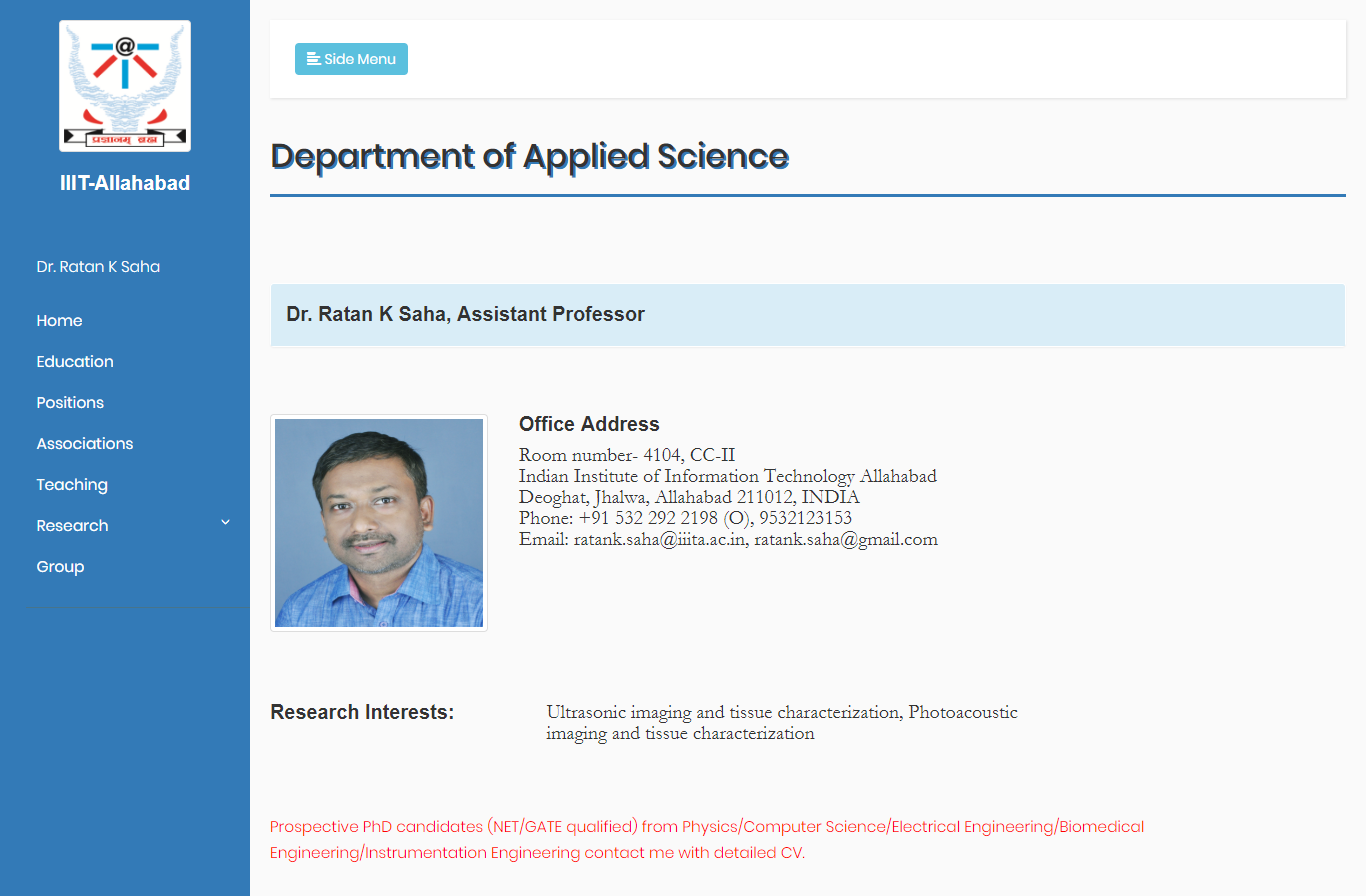 @
प्रज्ञानम् ब्रह्म
IIIT-Allahabad
Dr. Ratan K Saha
Home
Education
Positions
Associations
Teaching
Research
Group
Side Menu
Department of Applied Science
Dr. Ratan K Saha, Assistant Professor
Office Address
Room number- 4104, CC-II
Indian Institute of Information Technology Allahabad
Deoghat, Jhalwa, Allahabad 211012, INDIA
Phone: +91 532 292 2198 (O), 9532123153
Email: ratank.saha@iiita.ac.in, ratank.saha@gmail.com
Research Interests:
Ultrasonic imaging and tissue characterization, Photoacoustic
imaging and tissue characterization
Prospective PhD candidates (NET/GATE qualified) from Physics/Computer Science/Electrical Engineering/Biomedical
Engineering/Instrumentation Engineering contact me with detailed CV.